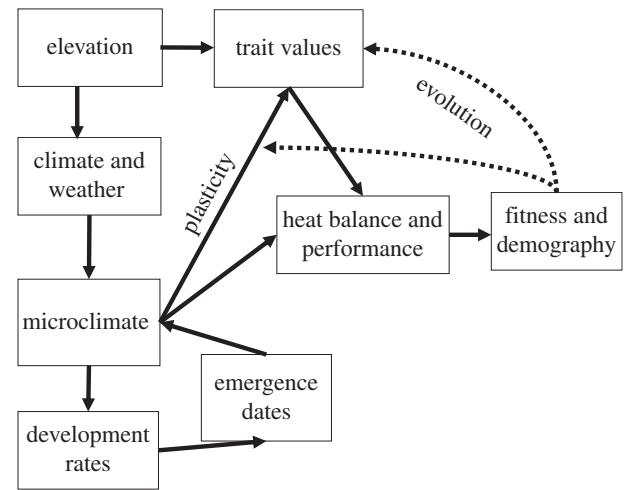 elevation
trait values
evolution
climate and
weather
plasticity
heat balance and
performance
fitness and
demography
microclimate
emergence
dates
development
rates